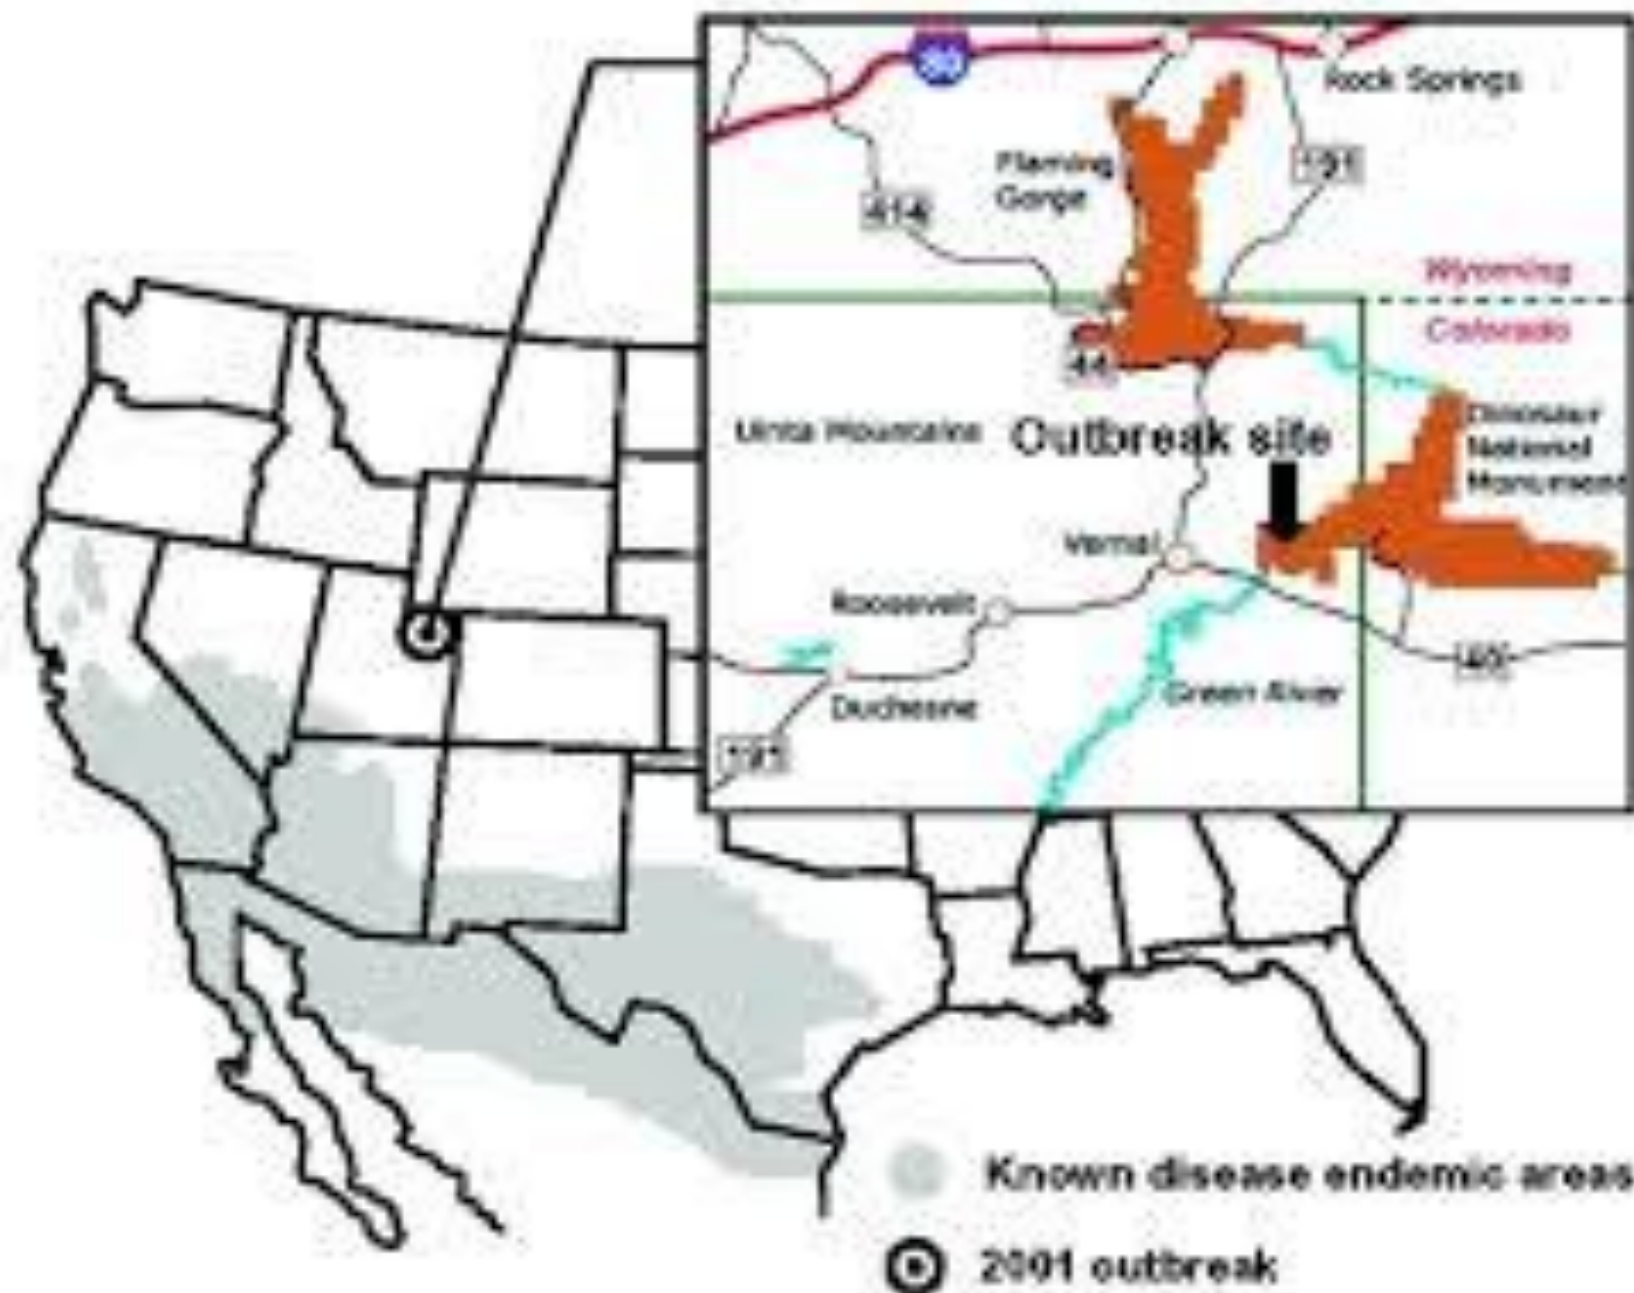 80
Rock Springs
Flaming
Gorge
191
414
Wyoming
Colorado
44
Dinosaur
National
Monument
Uinta Mountains
Outbreak site
Vernal
Roosevelt
40
Green River
Duchesne
191
Known disease endemic areas
2001 outbreak